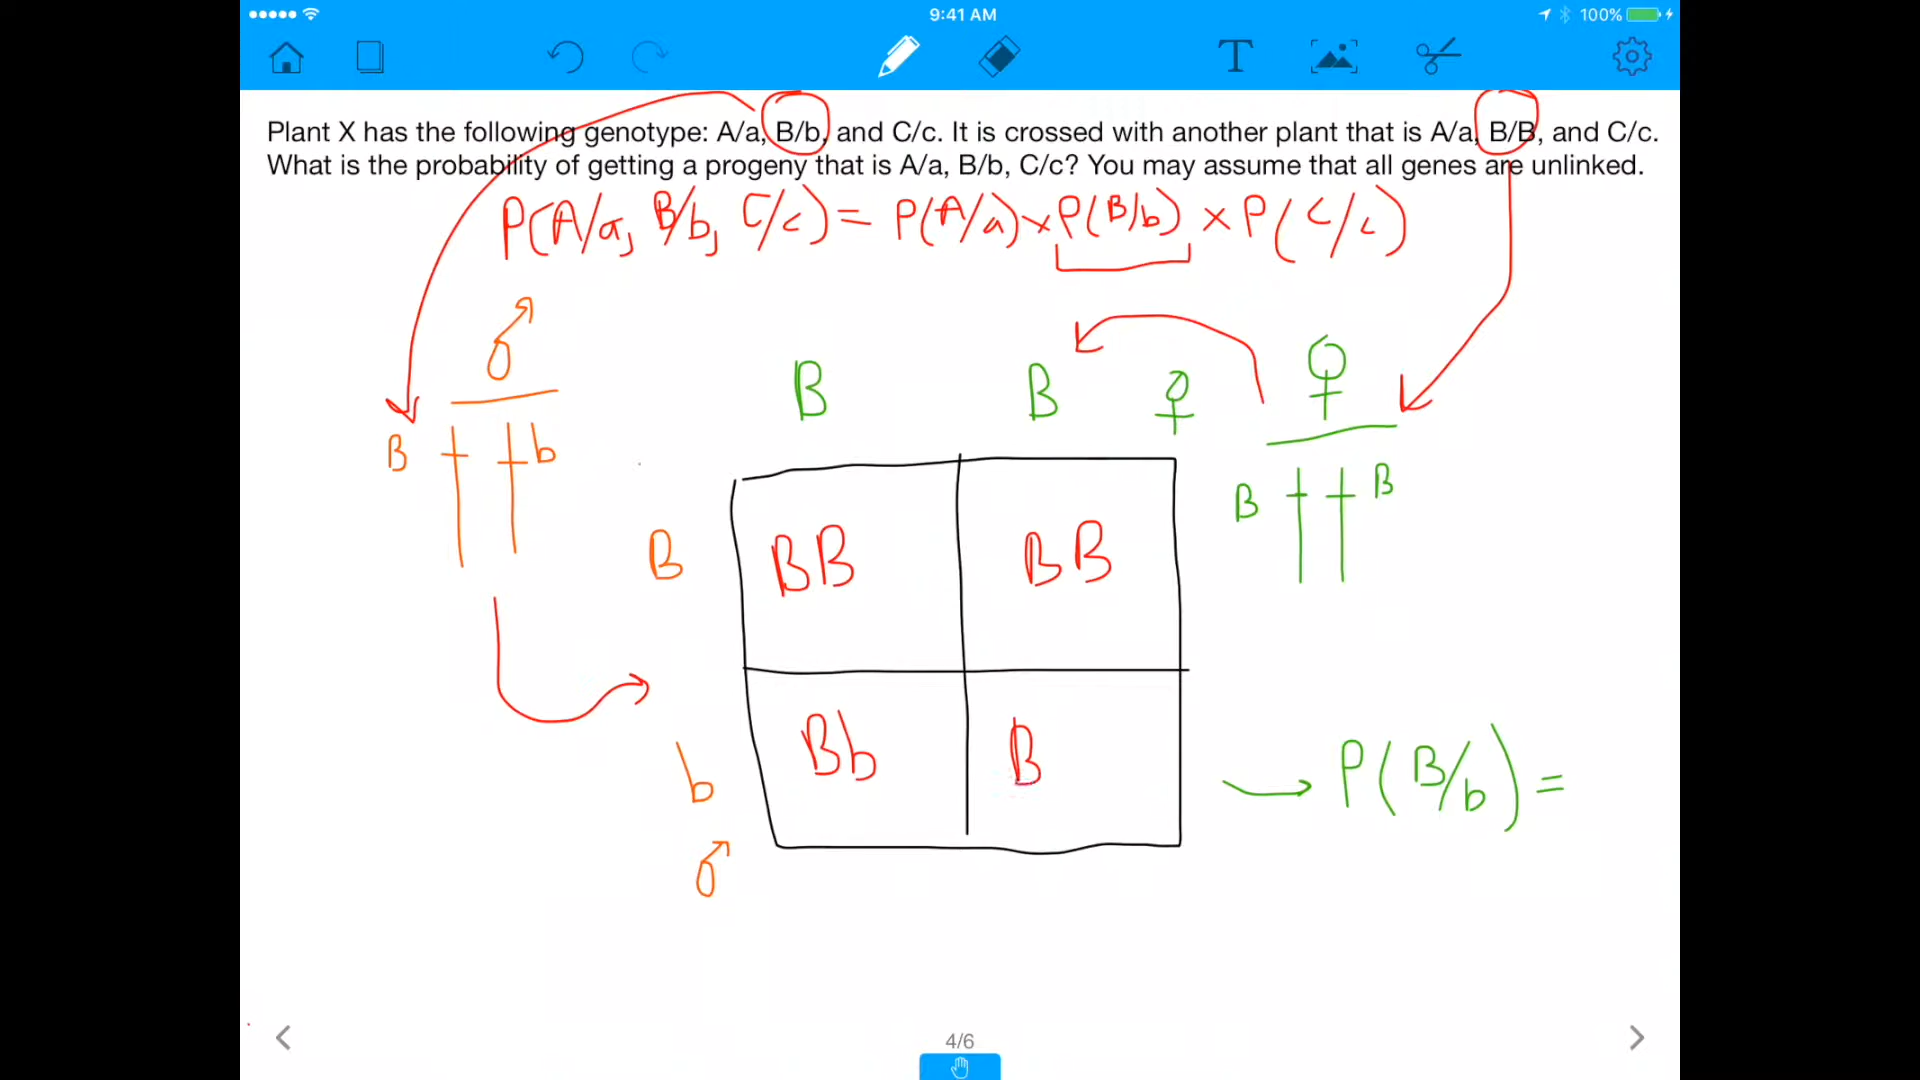 9:41 AM
100%
T
Plant X has the following genotype: A/a, B/b, and C/c. It is crossed with another plant that is A/a, B/B, and C/c.
What is the probability of getting a progeny that is A/a, B/b, C/c? You may assume that all genes are unlinked.
P(A/a, B/b, C/c) = P(A/a) × P(B/b) × P(C/c)
♂
B B ♀ ♀
B b
B B
B BB BB
b Bb B
P(B/b) =
♂
4/6